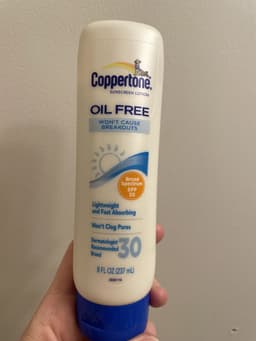 Coppertone
SUNSCREEN LOTION
OIL FREE
WON'T CAUSE
BREAKOUTS
Broad
Spectrum
SPF
30
Lightweight
and Fast Absorbing
Won't Clog Pores
Dermatologist
Recommended
Brand
30
8 FL OZ (237 mL)